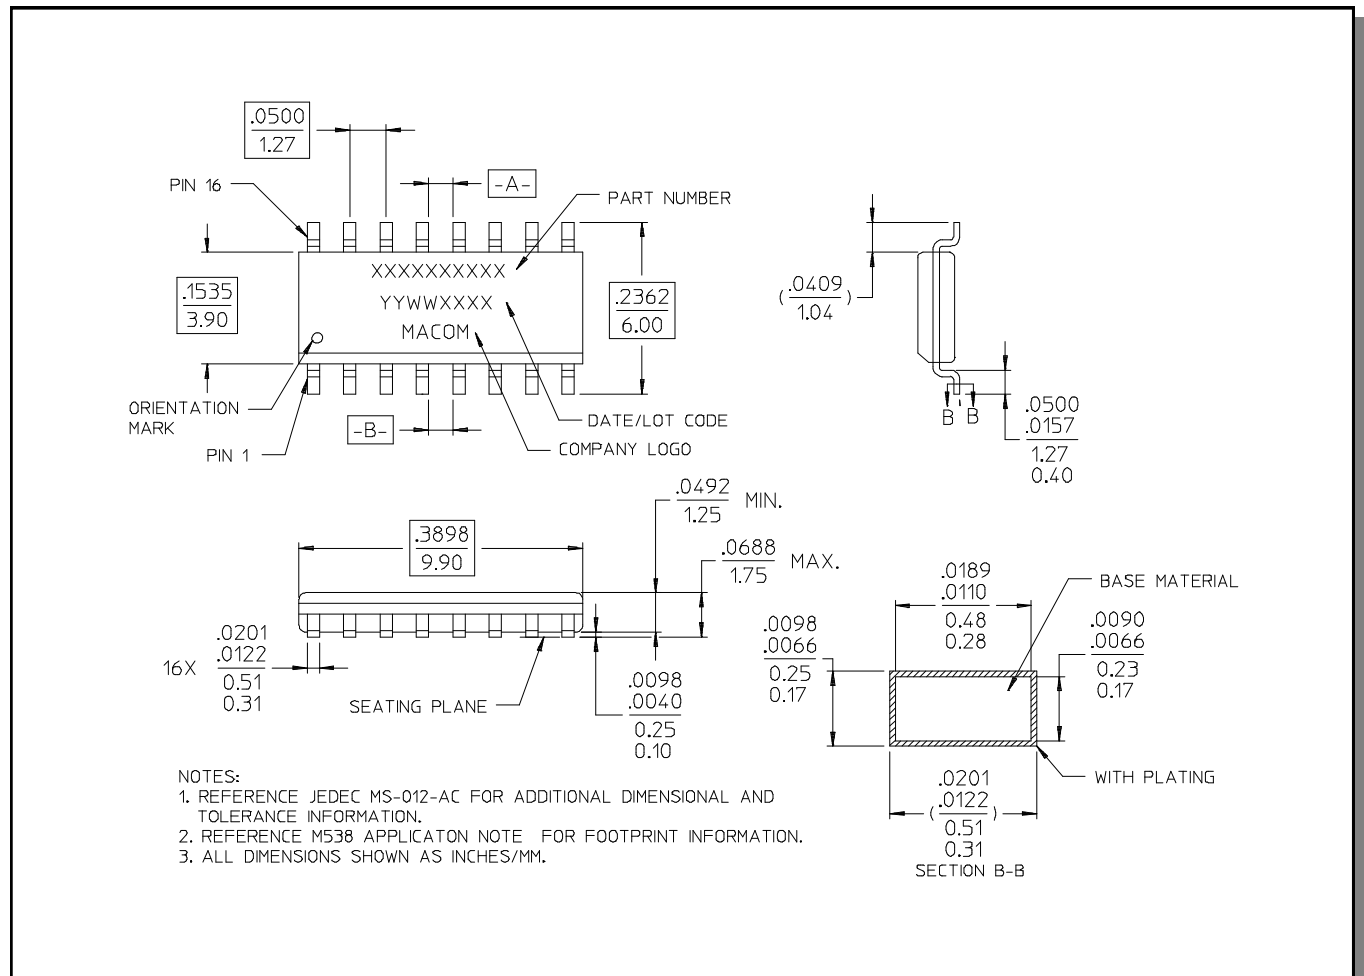 .0500
1.27
PIN 16
-A-
PART NUMBER
XXXXXXXXXX
YYWWXXXX
MACOM
.1535
3.90
.2362
6.00
(.0409)
1.04
ORIENTATION
MARK
-B-
DATE/LOT CODE
PIN 1
COMPANY LOGO
B B
.0500
.0157
1.27
0.40
.0492 MIN.
1.25
.3898
9.90
.0688 MAX.
1.75
16X
.0201
.0122
0.51
0.31
SEATING PLANE
.0098
.0040
0.25
0.10
.0189
.0110
0.48
0.28
BASE MATERIAL
.0098
.0066
0.25
0.17
.0090
.0066
0.23
0.17
WITH PLATING
.0201
(.0122)
0.51
0.31
SECTION B-B
NOTES:
1. REFERENCE JEDEC MS-012-AC FOR ADDITIONAL DIMENSIONAL AND
TOLERANCE INFORMATION.
2. REFERENCE M538 APPLICATON NOTE FOR FOOTPRINT INFORMATION.
3. ALL DIMENSIONS SHOWN AS INCHES/MM.